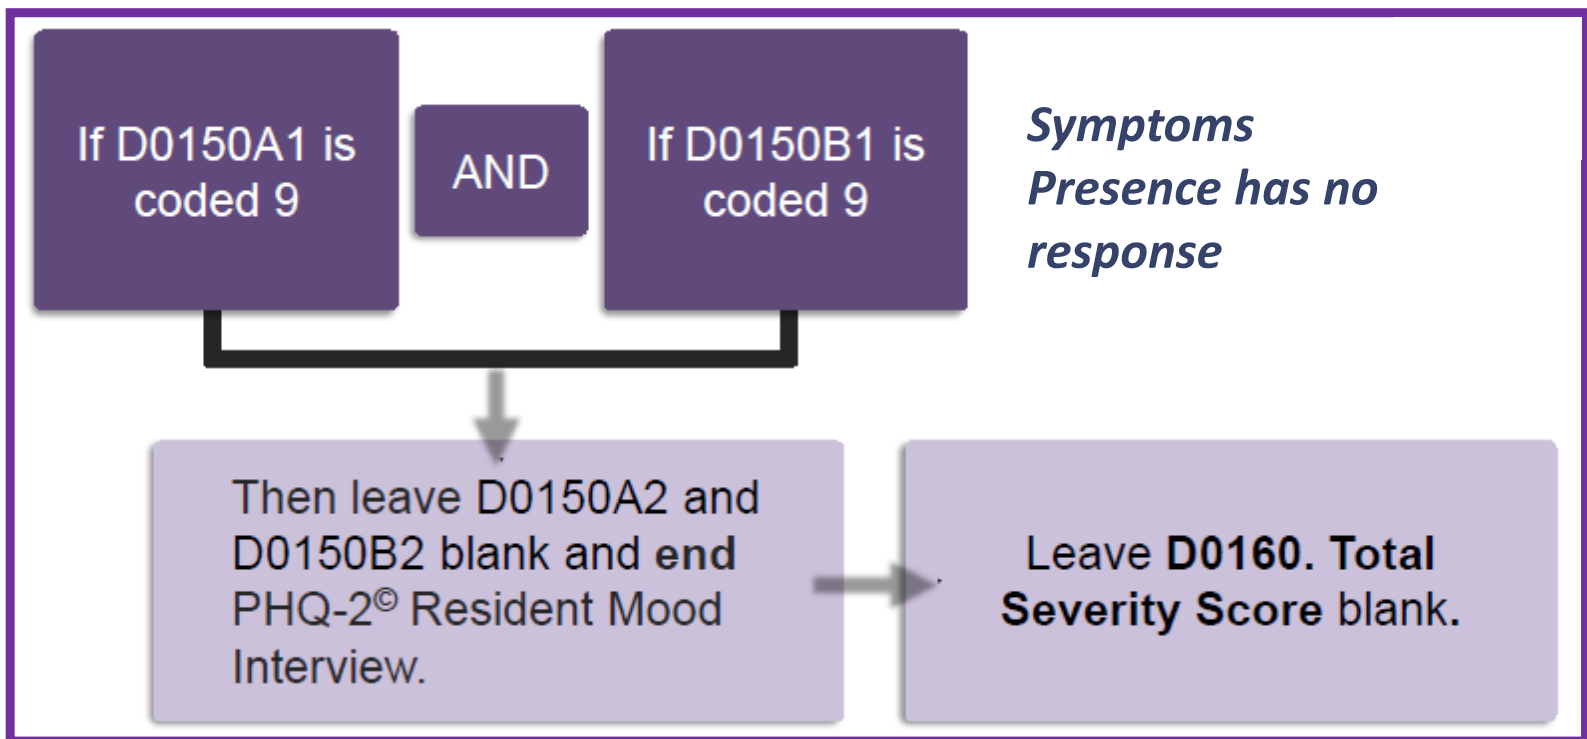 If D0150A1 is
coded 9
AND
If D0150B1 is
coded 9
Symptoms
Presence has no
response
Then leave D0150A2 and
D0150B2 blank and end
PHQ-2© Resident Mood
Interview.
Leave D0160. Total
Severity Score blank.